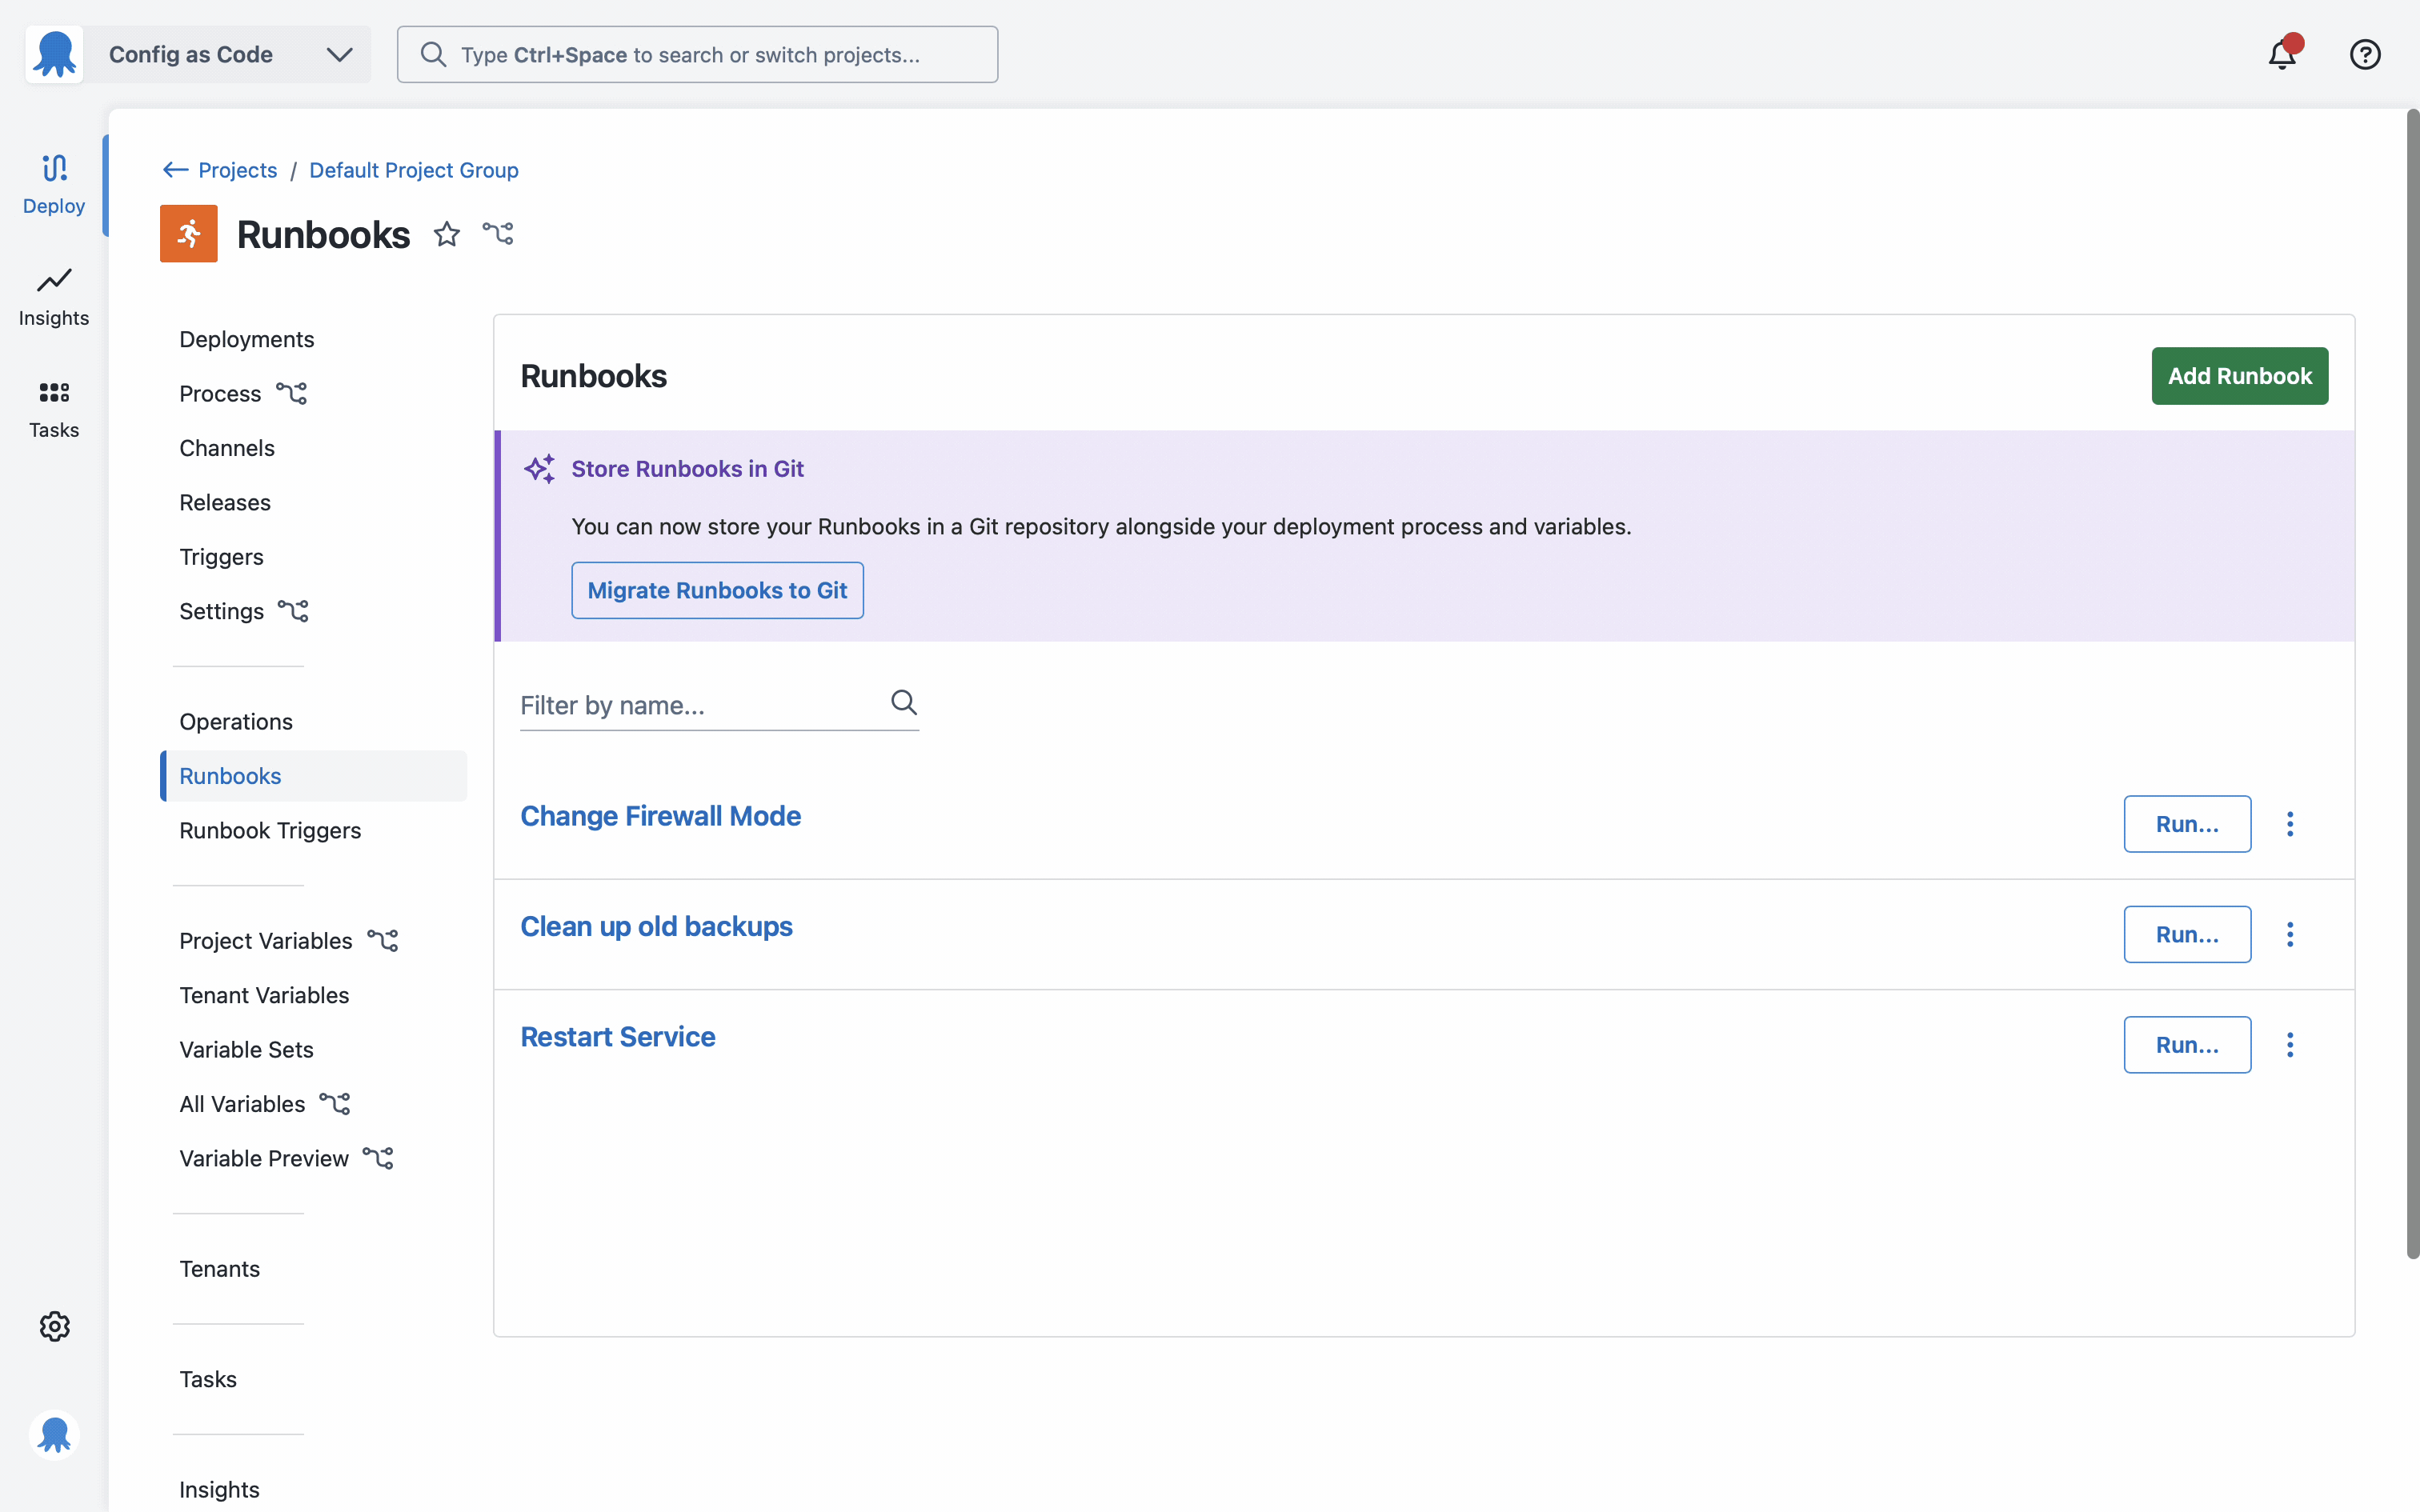 Config as Code
Type Ctrl+Space to search or switch projects...
Deploy
Insights
Tasks
Projects / Default Project Group
Runbooks
Deployments
Process
Channels
Releases
Triggers
Settings
Operations
Runbooks
Runbook Triggers
Project Variables
Tenant Variables
Variable Sets
All Variables
Variable Preview
Tenants
Tasks
Insights
Runbooks
Add Runbook
Store Runbooks in Git
You can now store your Runbooks in a Git repository alongside your deployment process and variables.
Migrate Runbooks to Git
Filter by name...
Change Firewall Mode
Run...
Clean up old backups
Run...
Restart Service
Run...